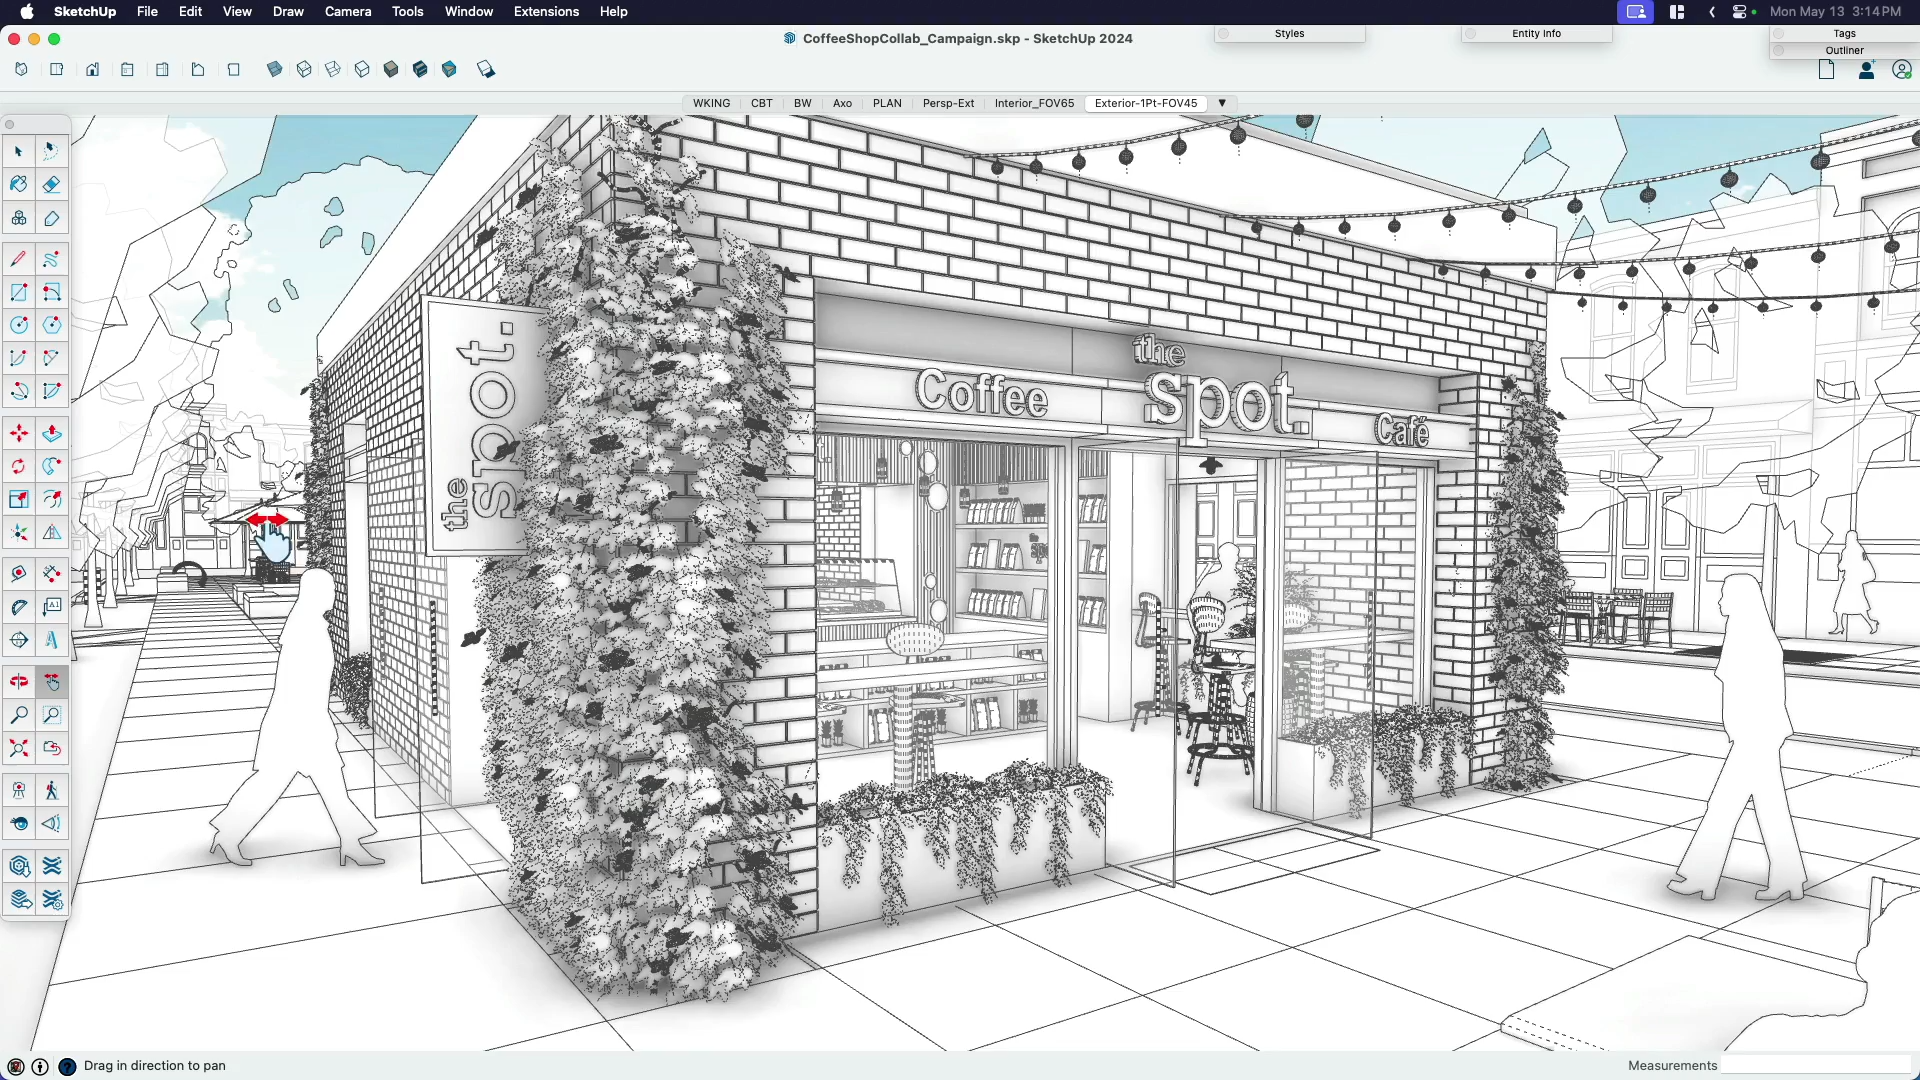 SketchUp File Edit View Draw Camera Tools Window Extensions Help Mon May 13 3:14PM
CoffeeShopCollab_Campaign.skp - SketchUp 2024
Styles
Entity Info
Tags
Outliner
WKING CBT BW Axo PLAN Persp-Ext Interior_FOV65 Exterior-1Pt-FOV45
the
spot.
Coffee
the
spot.
Café
A1
Drag in direction to pan
Measurements